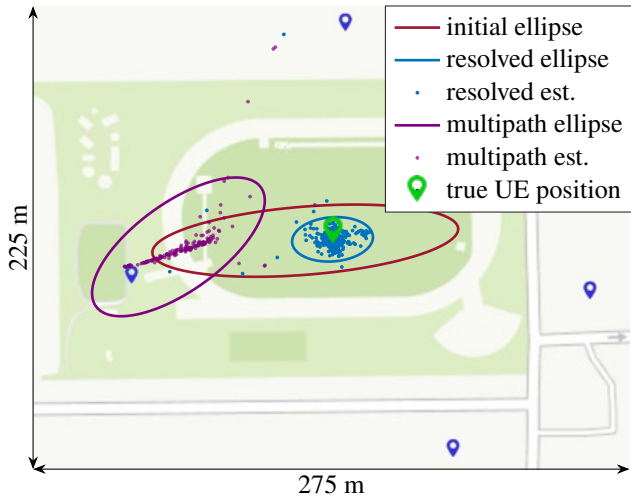 initial ellipse
resolved ellipse
resolved est.
multipath ellipse
multipath est.
true UE position
225 m
275 m